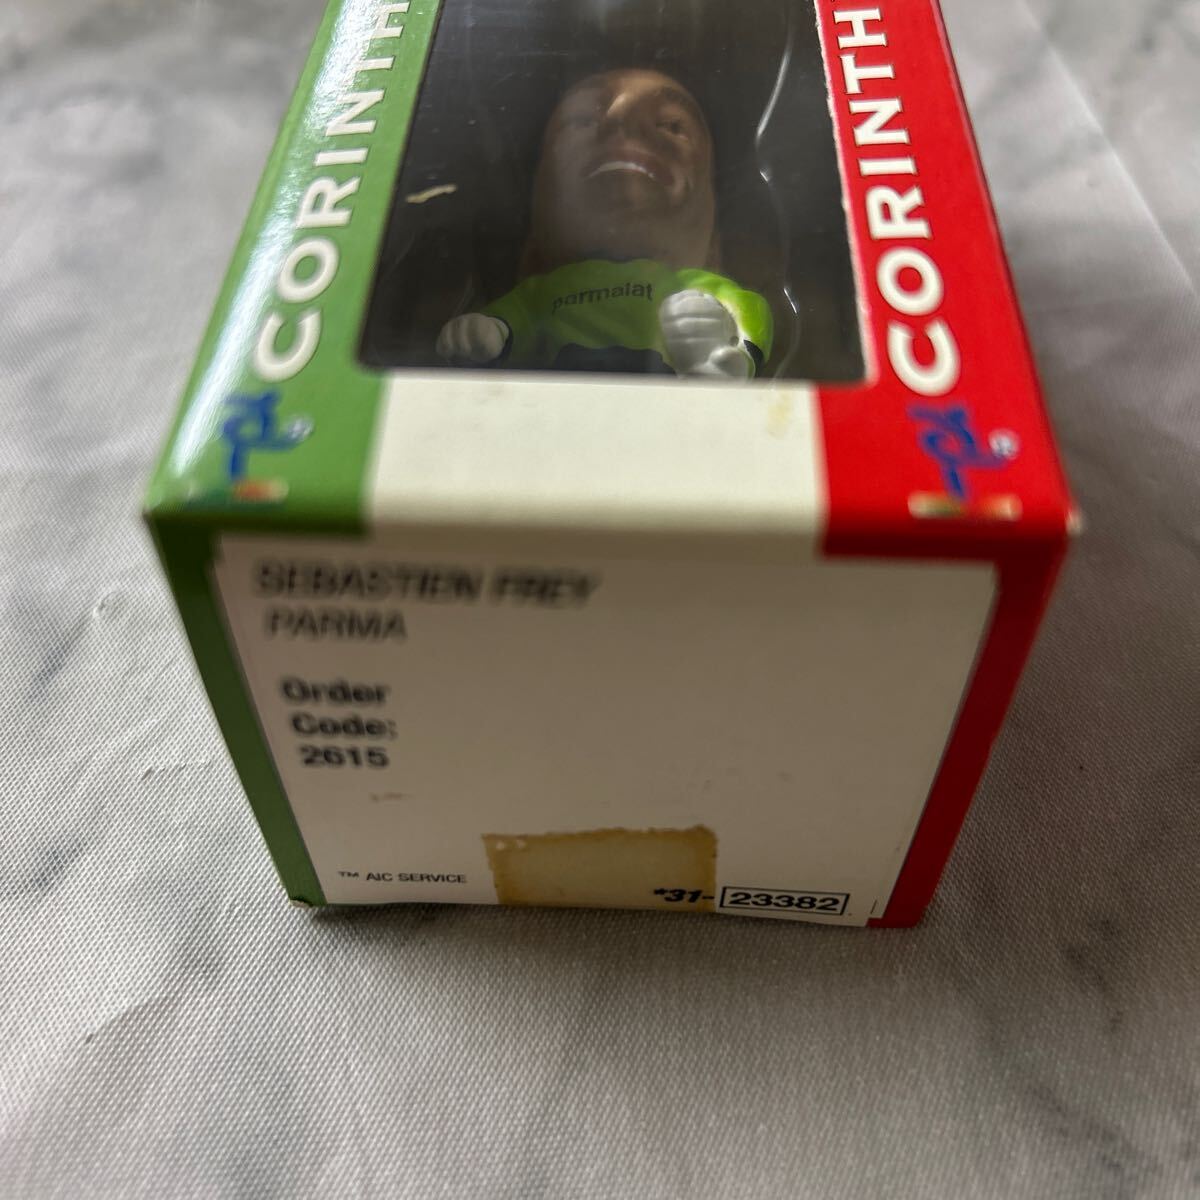 CORINTH
CORINTH
parmalat
SEBASTIEN FREY
PARMA
Order
Code:
2615
™ AIC SERVICE
*31- 23382